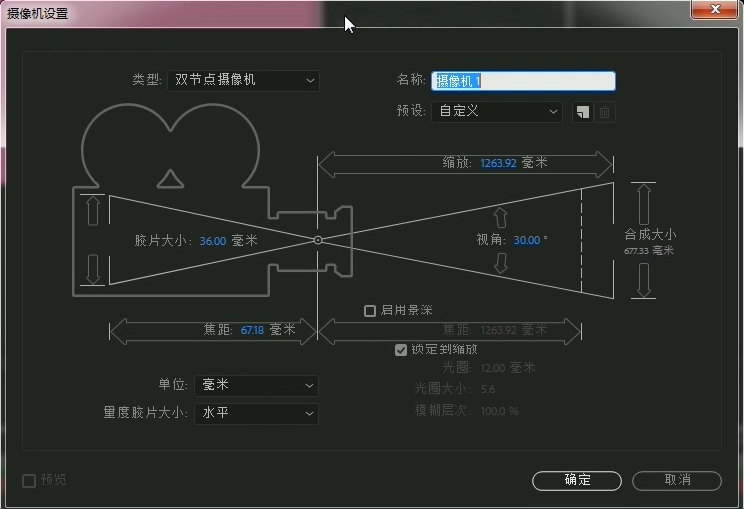 摄像机设置
类型: 双节点摄像机
名称: 摄像机 1
预设: 自定义
缩放: 1263.92 毫米
胶片大小: 36.00 毫米
视角: 30.00 °
合成大小
677.33 毫米
启用景深
焦距: 67.18 毫米
焦距: 1263.92 毫米
锁定到缩放
光圈: 12.00 毫米
单位: 毫米
光圈大小: 5.6
量度胶片大小: 水平
模糊层次: 100.0 %
预览
确定
取消